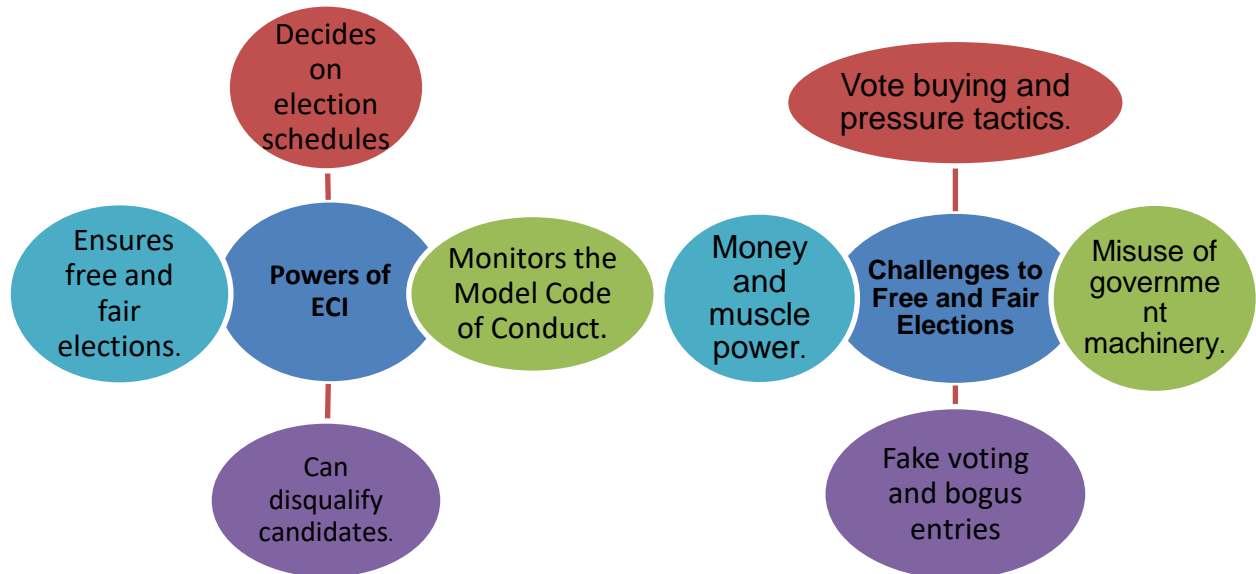 Decides
on
election
schedules
Ensures
free and
fair
elections.
Powers of
ECI
Monitors the
Model Code
of Conduct.
Can
disqualify
candidates.
Vote buying and
pressure tactics.
Money
and
muscle
power.
Challenges to
Free and Fair
Elections
Misuse of
governme
nt
machinery.
Fake voting
and bogus
entries